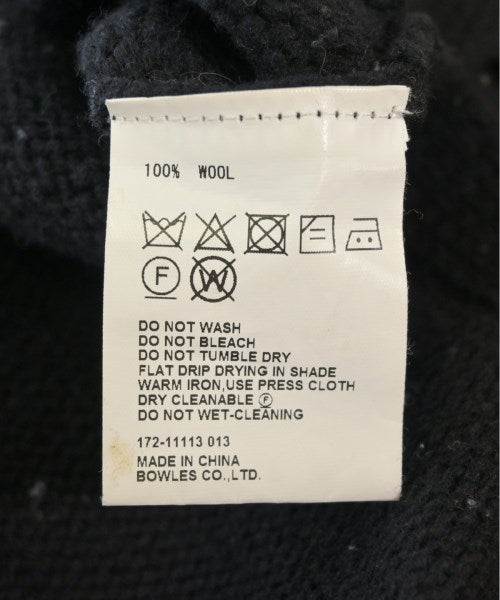 100% WOOL
F W
DO NOT WASH
DO NOT BLEACH
DO NOT TUMBLE DRY
FLAT DRIP DRYING IN SHADE
WARM IRON,USE PRESS CLOTH
DRY CLEANABLE Ⓕ
DO NOT WET-CLEANING
172-11113 013
MADE IN CHINA
BOWLES CO.,LTD.